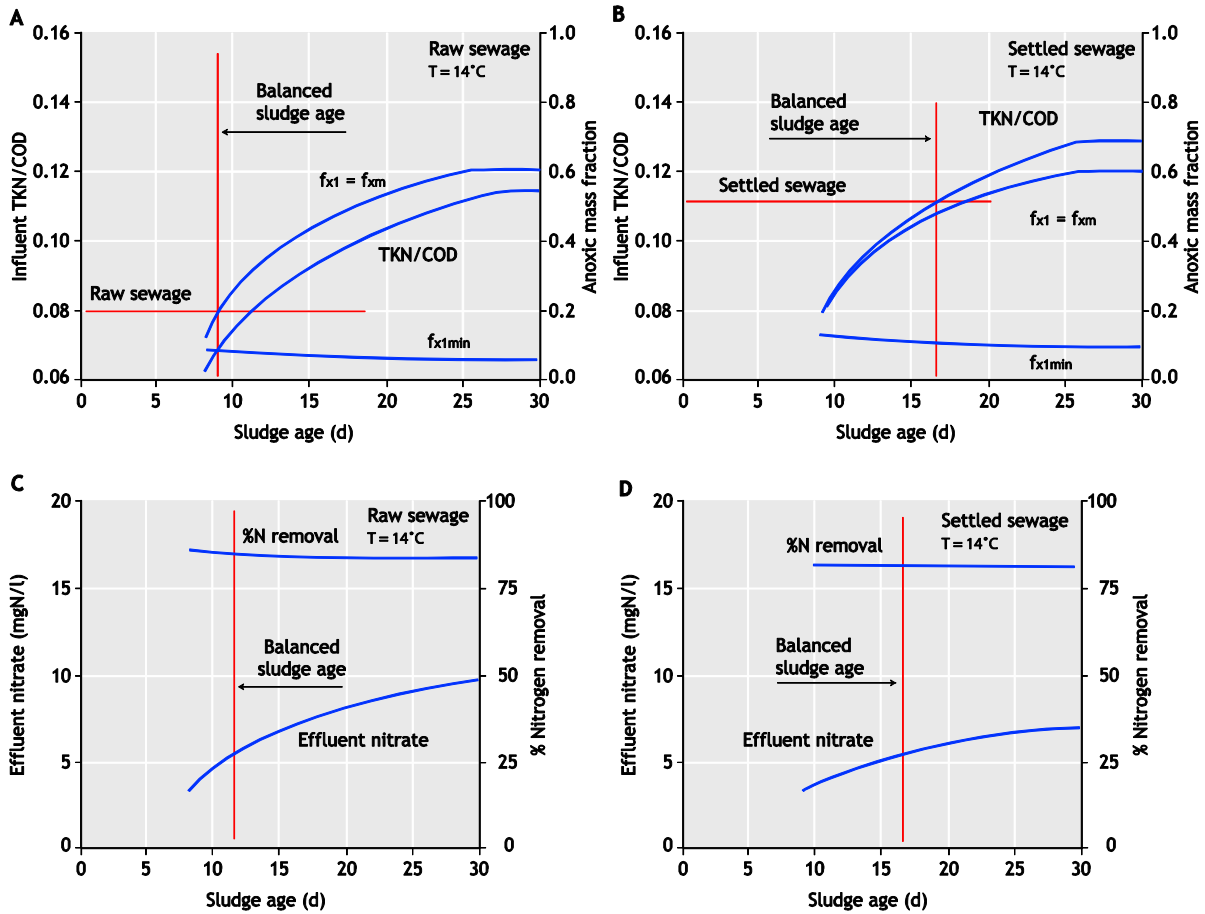 A
Raw sewage
T = 14°C
Balanced
sludge age
fx1 = fxm
TKN/COD
Raw sewage
fx1min
0.16
0.14
0.12
0.10
0.08
0.06
Influent TKN/COD
1.0
0.8
0.6
0.4
0.2
0.0
Anoxic mass fraction
0 5 10 15 20 25 30
Sludge age (d)
B
Settled sewage
T = 14°C
Balanced
sludge age
TKN/COD
Settled sewage
fx1 = fxm
fx1min
0.16
0.14
0.12
0.10
0.08
0.06
Influent TKN/COD
1.0
0.8
0.6
0.4
0.2
0.0
Anoxic mass fraction
0 5 10 15 20 25 30
Sludge age (d)
C
Raw sewage
T = 14°C
%N removal
Balanced
sludge age
Effluent nitrate
20
15
10
5
0
Effluent nitrate (mgN/l)
100
75
50
25
0
% Nitrogen removal
0 5 10 15 20 25 30
Sludge age (d)
D
Settled sewage
T = 14°C
%N removal
Balanced
sludge age
Effluent nitrate
20
15
10
5
0
Effluent nitrate (mgN/l)
100
75
50
25
0
% Nitrogen removal
0 5 10 15 20 25 30
Sludge age (d)